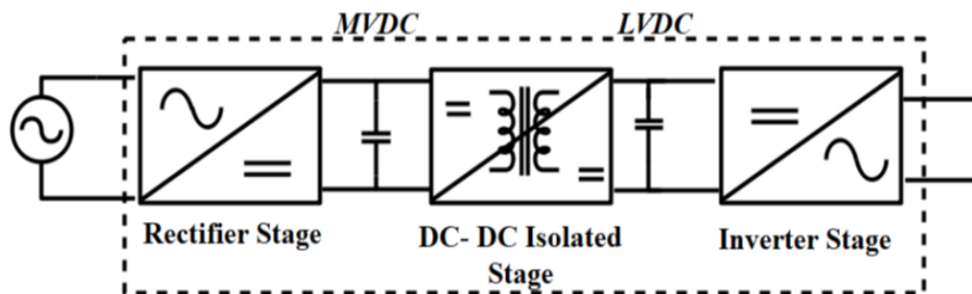 MVDC
LVDC
Rectifier Stage
DC- DC Isolated
Stage
Inverter Stage